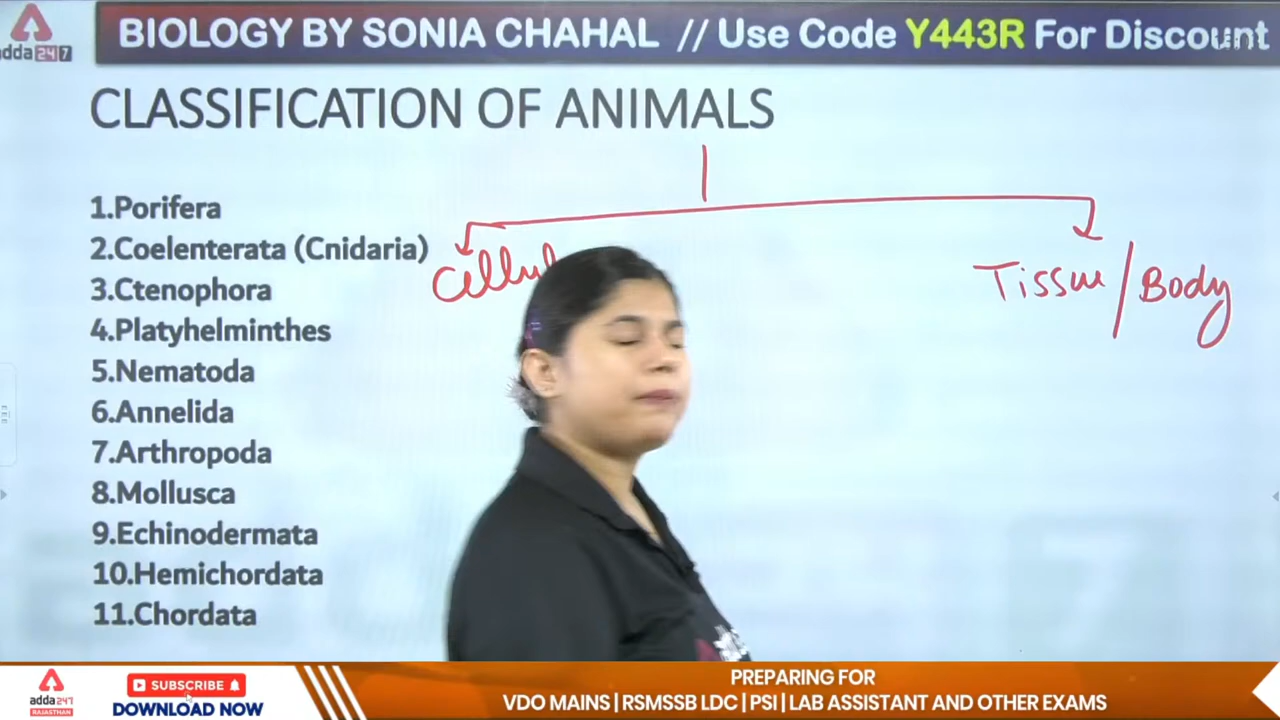 adda247
BIOLOGY BY SONIA CHAHAL // Use Code Y443R For Discount
CLASSIFICATION OF ANIMALS
1.Porifera
2.Coelenterata (Cnidaria)
3.Ctenophora
4.Platyhelminthes
5.Nematoda
6.Annelida
7.Arthropoda
8.Mollusca
9.Echinodermata
10.Hemichordata
11.Chordata
Tissue/Body
adda247
RAJASTHAN
SUBSCRIBE
DOWNLOAD NOW
PREPARING FOR
VDO MAINS | RSMSSB LDC | PSI | LAB ASSISTANT AND OTHER EXAMS